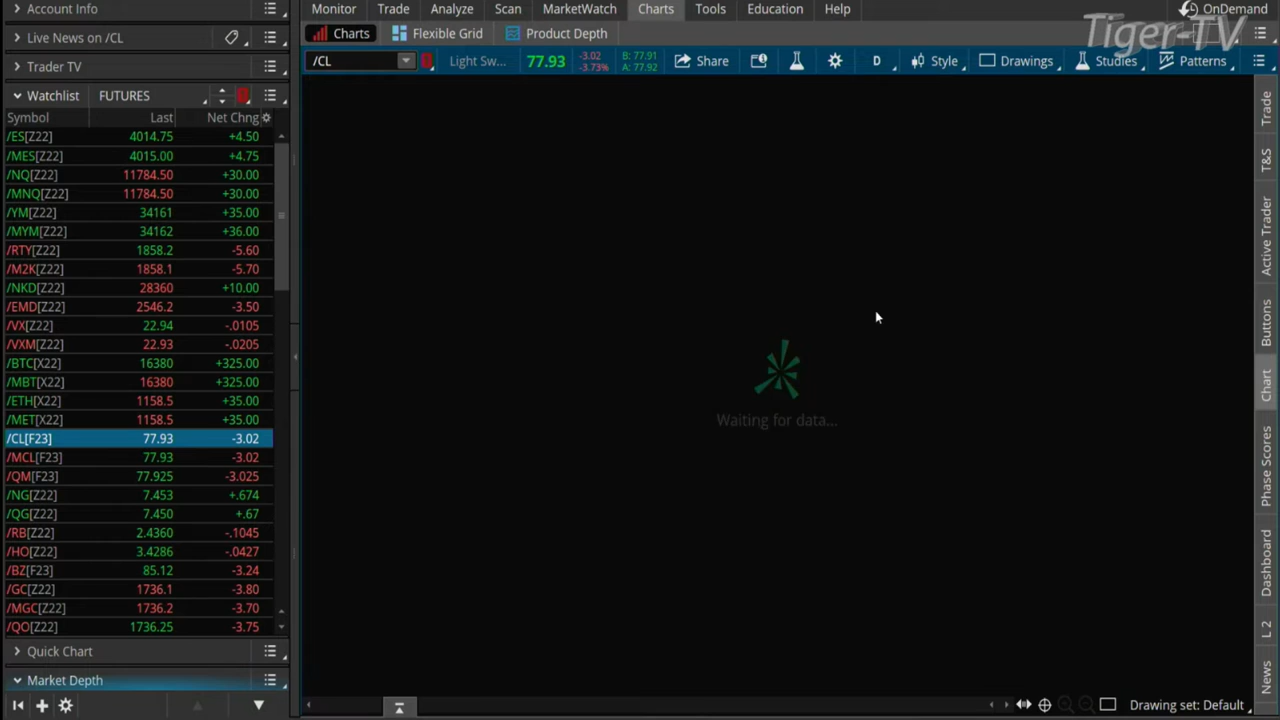 Account Info
Monitor Trade Analyze Scan MarketWatch Charts Tools Education Help OnDemand
Tiger-TV
Live News on /CL
Charts Flexible Grid Product Depth
Trader TV
/CL Light Sw... 77.93 -3.02 -3.73% B: 77.91 A: 77.92 Share D Style Drawings Studies Patterns
Watchlist FUTURES
Symbol Last Net Chng
/ES[Z22] 4014.75 +4.50
/MES[Z22] 4015.00 +4.75
/NQ[Z22] 11784.50 +30.00
/MNQ[Z22] 11784.50 +30.00
/YM[Z22] 34161 +35.00
/MYM[Z22] 34162 +36.00
/RTY[Z22] 1858.2 -5.60
/M2K[Z22] 1858.1 -5.70
/NKD[Z22] 28360 +10.00
/EMD[Z22] 2546.2 -3.50
/VX[Z22] 22.94 -.0105
/VXM[Z22] 22.93 -.0205
/BTC[X22] 16380 +325.00
/MBT[X22] 16380 +325.00
/ETH[X22] 1158.5 +35.00
/MET[X22] 1158.5 +35.00
/CL[F23] 77.93 -3.02
/MCL[F23] 77.93 -3.02
/QM[F23] 77.925 -3.025
/NG[Z22] 7.453 +.674
/QG[Z22] 7.450 +.67
/RB[Z22] 2.4360 -.1045
/HO[Z22] 3.4286 -.0427
/BZ[F23] 85.12 -3.24
/GC[Z22] 1736.1 -3.80
/MGC[Z22] 1736.2 -3.70
/QO[Z22] 1736.25 -3.75
Quick Chart
Market Depth
Waiting for data...
Trade
T&S
Active Trader
Buttons
Chart
Phase Scores
Dashboard
L 2
News
Drawing set: Default